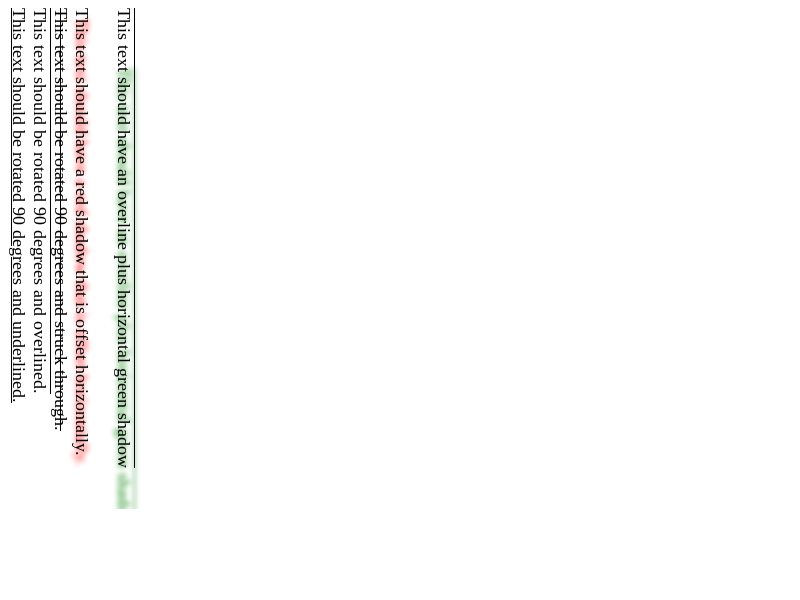 This text should be rotated 90 degrees and underlined.
This text should be rotated 90 degrees and overlined.
This text should be rotated 90 degrees and struck through.
This text should have a red shadow that is offset horizontally.
This text should have an overline plus horizontal green shadow